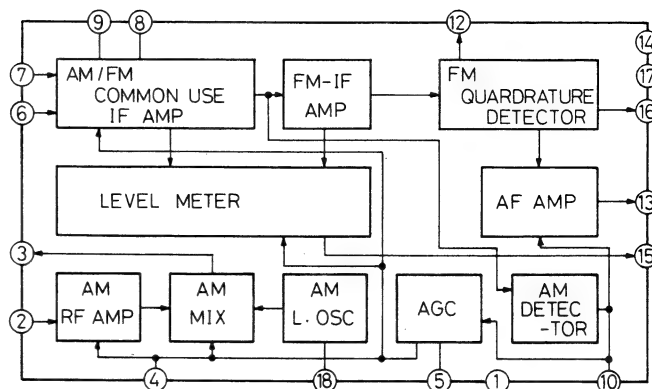 9 8 12
14
7 AM/FM
COMMON USE
IF AMP
FM-IF
AMP
FM
QUARDRATURE
DETECTOR
17
6 16
LEVEL METER
AF AMP
13
3 15
AM
RF AMP
AM
MIX
AM
L.OSC
AGC
AM
DETEC
-TOR
2
4 18 5 1 10